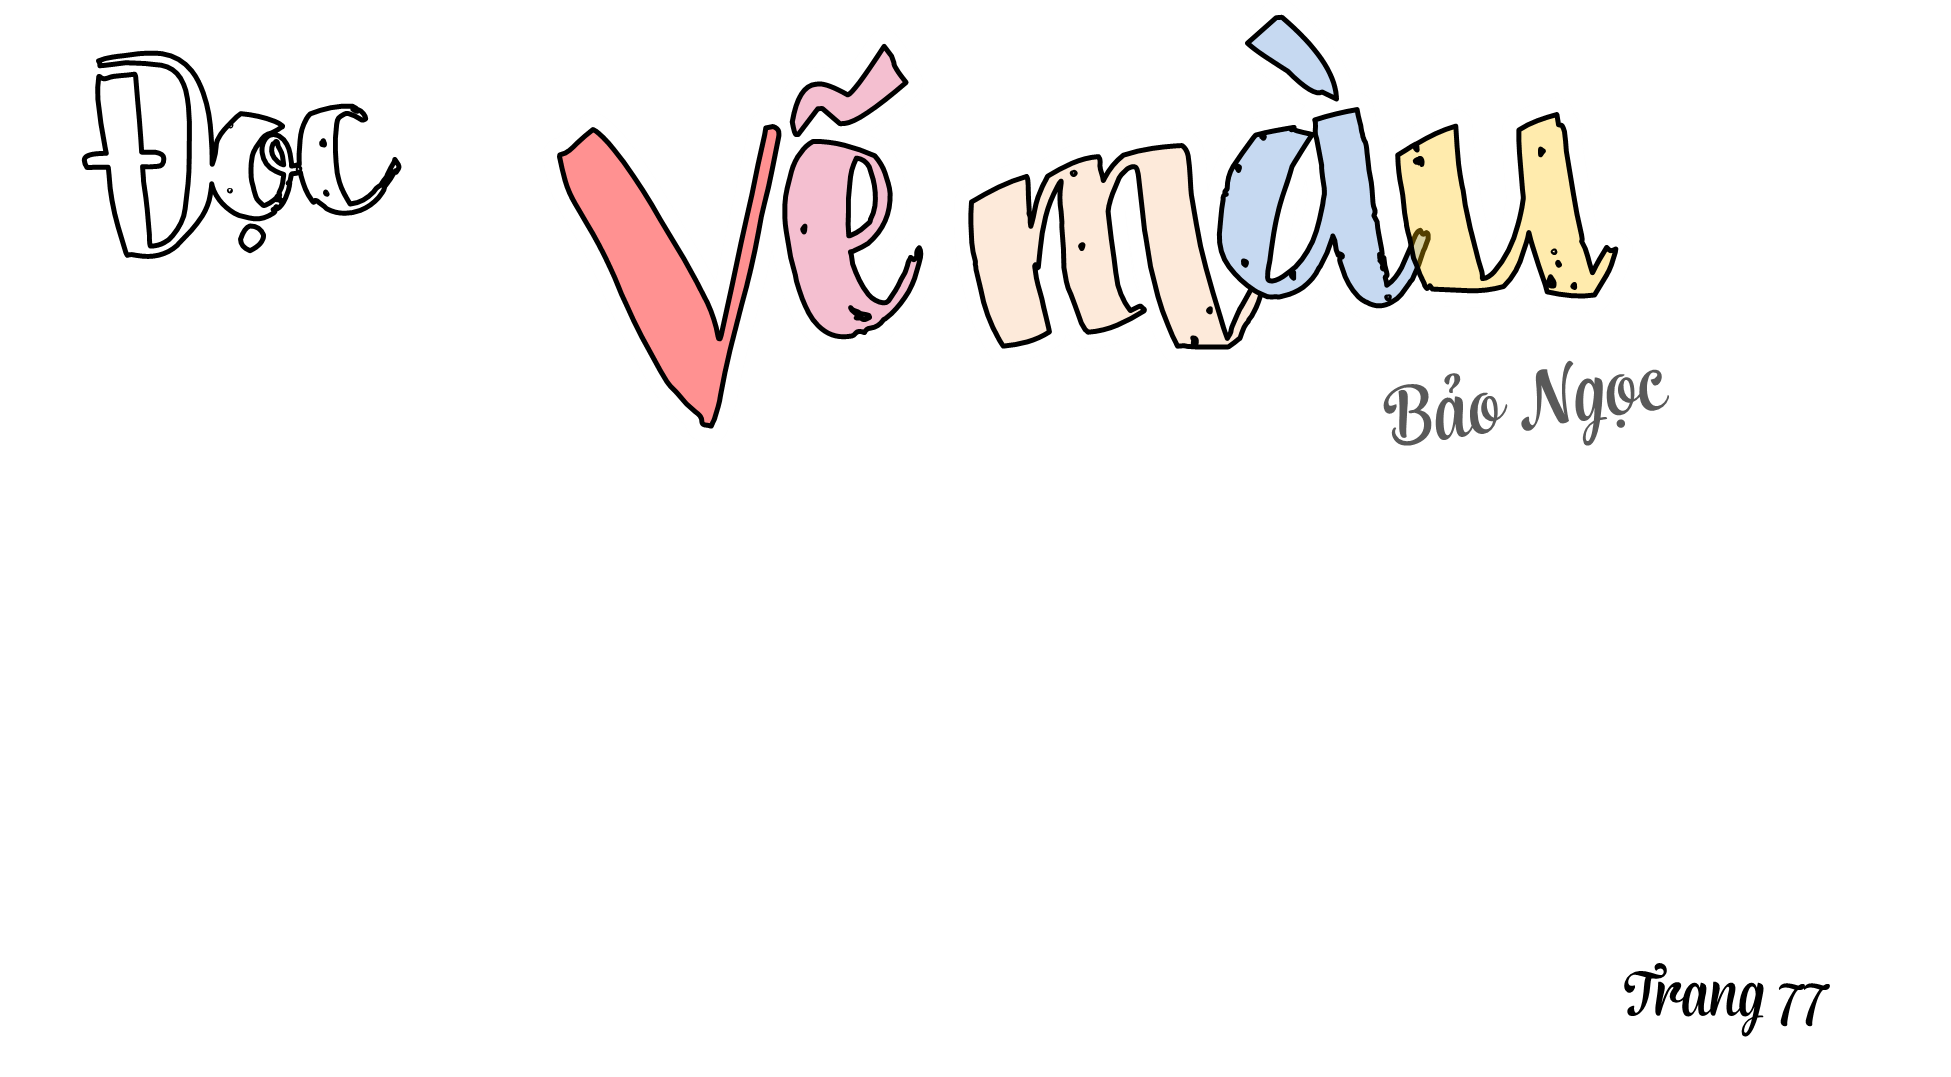 Đọc
Vẽ màu
Bảo Ngọc
Trang 77